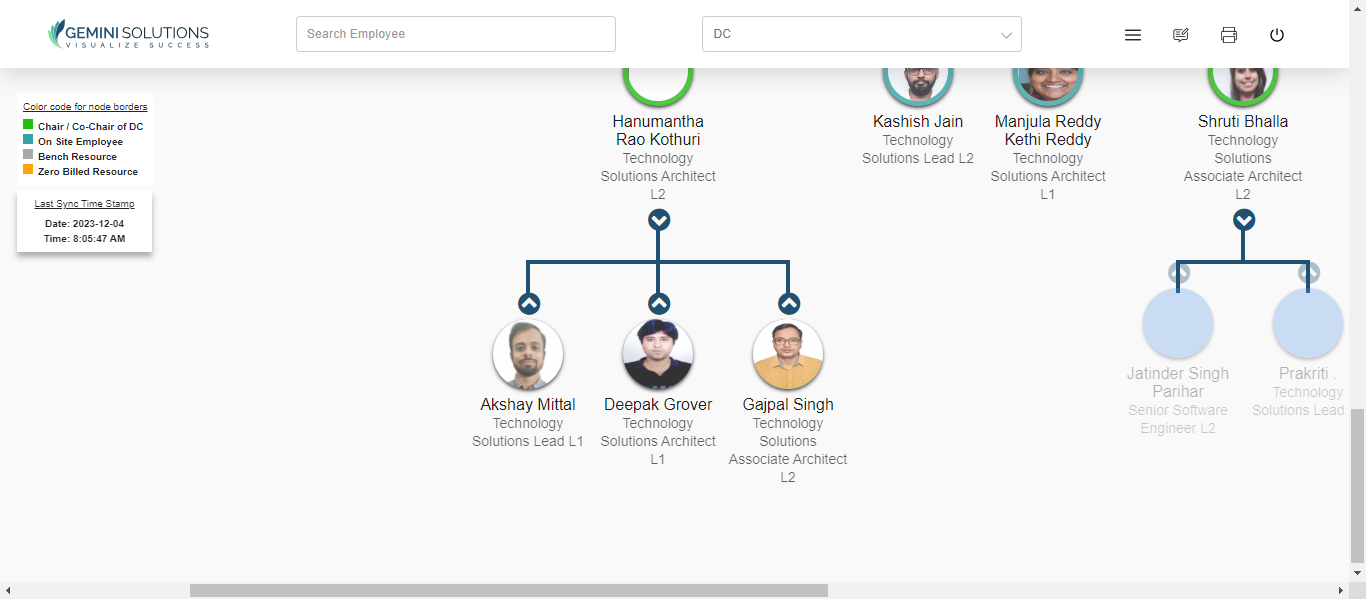 GEMINI SOLUTIONS
VISUALIZE SUCCESS
Search Employee
DC
Color code for node borders
Chair / Co-Chair of DC
On Site Employee
Bench Resource
Zero Billed Resource
Last Sync Time Stamp
Date: 2023-12-04
Time: 8:05:47 AM
Hanumantha
Rao Kothuri
Technology
Solutions Architect
L2
Kashish Jain
Technology
Solutions Lead L2
Manjula Reddy
Kethi Reddy
Technology
Solutions Architect
L1
Shruti Bhalla
Technology
Solutions
Associate Architect
L2
Akshay Mittal
Technology
Solutions Lead L1
Deepak Grover
Technology
Solutions Architect
L1
Gajpal Singh
Technology
Solutions
Associate Architect
L2
Jatinder Singh
Parihar
Senior Software
Engineer L2
Prakriti .
Technology
Solutions Lead